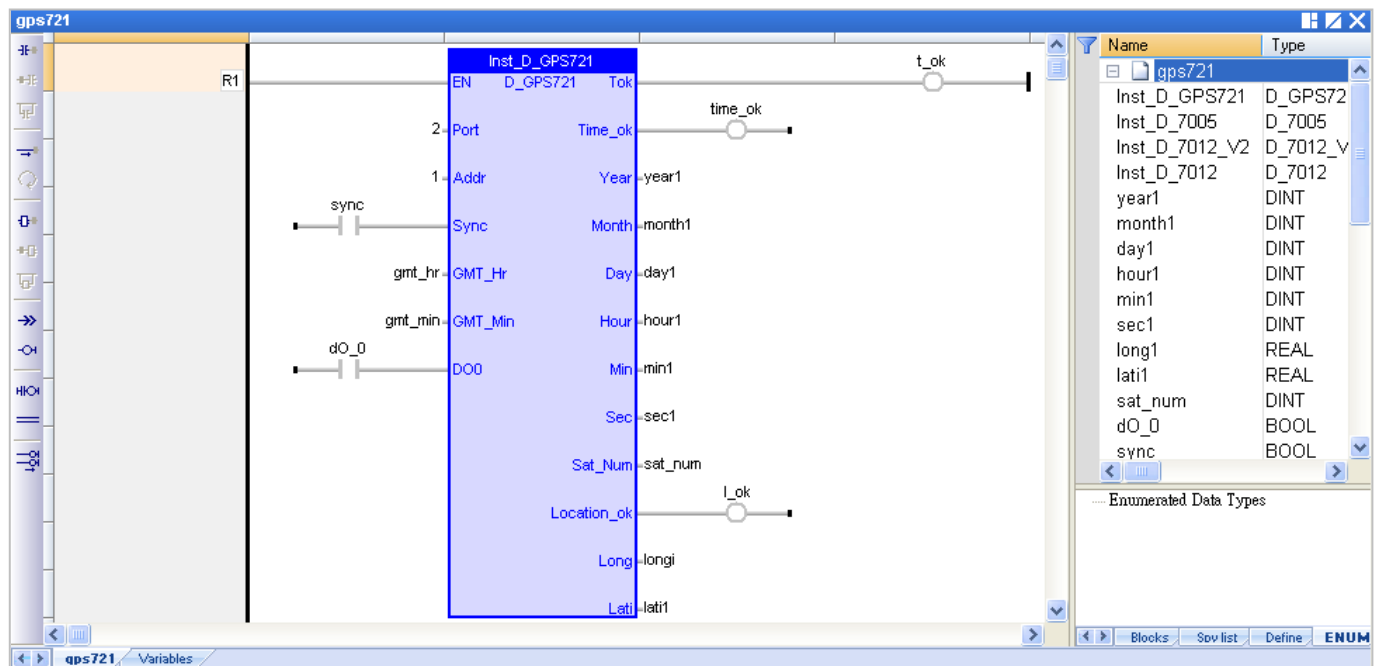 gps721
Name Type
R1
Inst_D_GPS721
EN D_GPS721 Tok
t_ok
2 Port Time_ok
time_ok
1 Addr Year year1
sync
Sync Month month1
gmt_hr GMT_Hr Day day1
gmt_min GMT_Min Hour hour1
dO_0
DO0 Min min1
Sec sec1
Sat_Num sat_num
Location_ok
l_ok
Long longi
Lati lati1
gps721
Inst_D_GPS721 D_GPS72
Inst_D_7005 D_7005
Inst_D_7012_V2 D_7012_V
Inst_D_7012 D_7012
year1 DINT
month1 DINT
day1 DINT
hour1 DINT
min1 DINT
sec1 DINT
long1 REAL
lati1 REAL
sat_num DINT
dO_0 BOOL
sync BOOL
Enumerated Data Types
Blocks Spy list Define ENUM
gps721 Variables